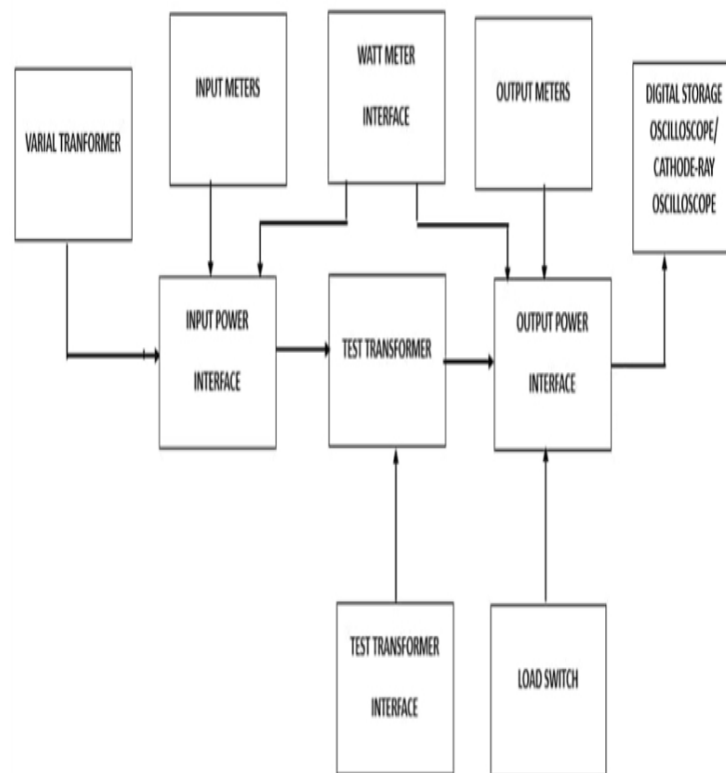 VARIAL TRANFORMER
INPUT METERS
WATT METER
INTERFACE
OUTPUT METERS
DIGITAL STORAGE
OSCILLOSCOPE/
CATHODE-RAY
OSCILLOSCOPE
INPUT POWER
INTERFACE
TEST TRANSFORMER
OUTPUT POWER
INTERFACE
TEST TRANSFORMER
INTERFACE
LOAD SWITCH